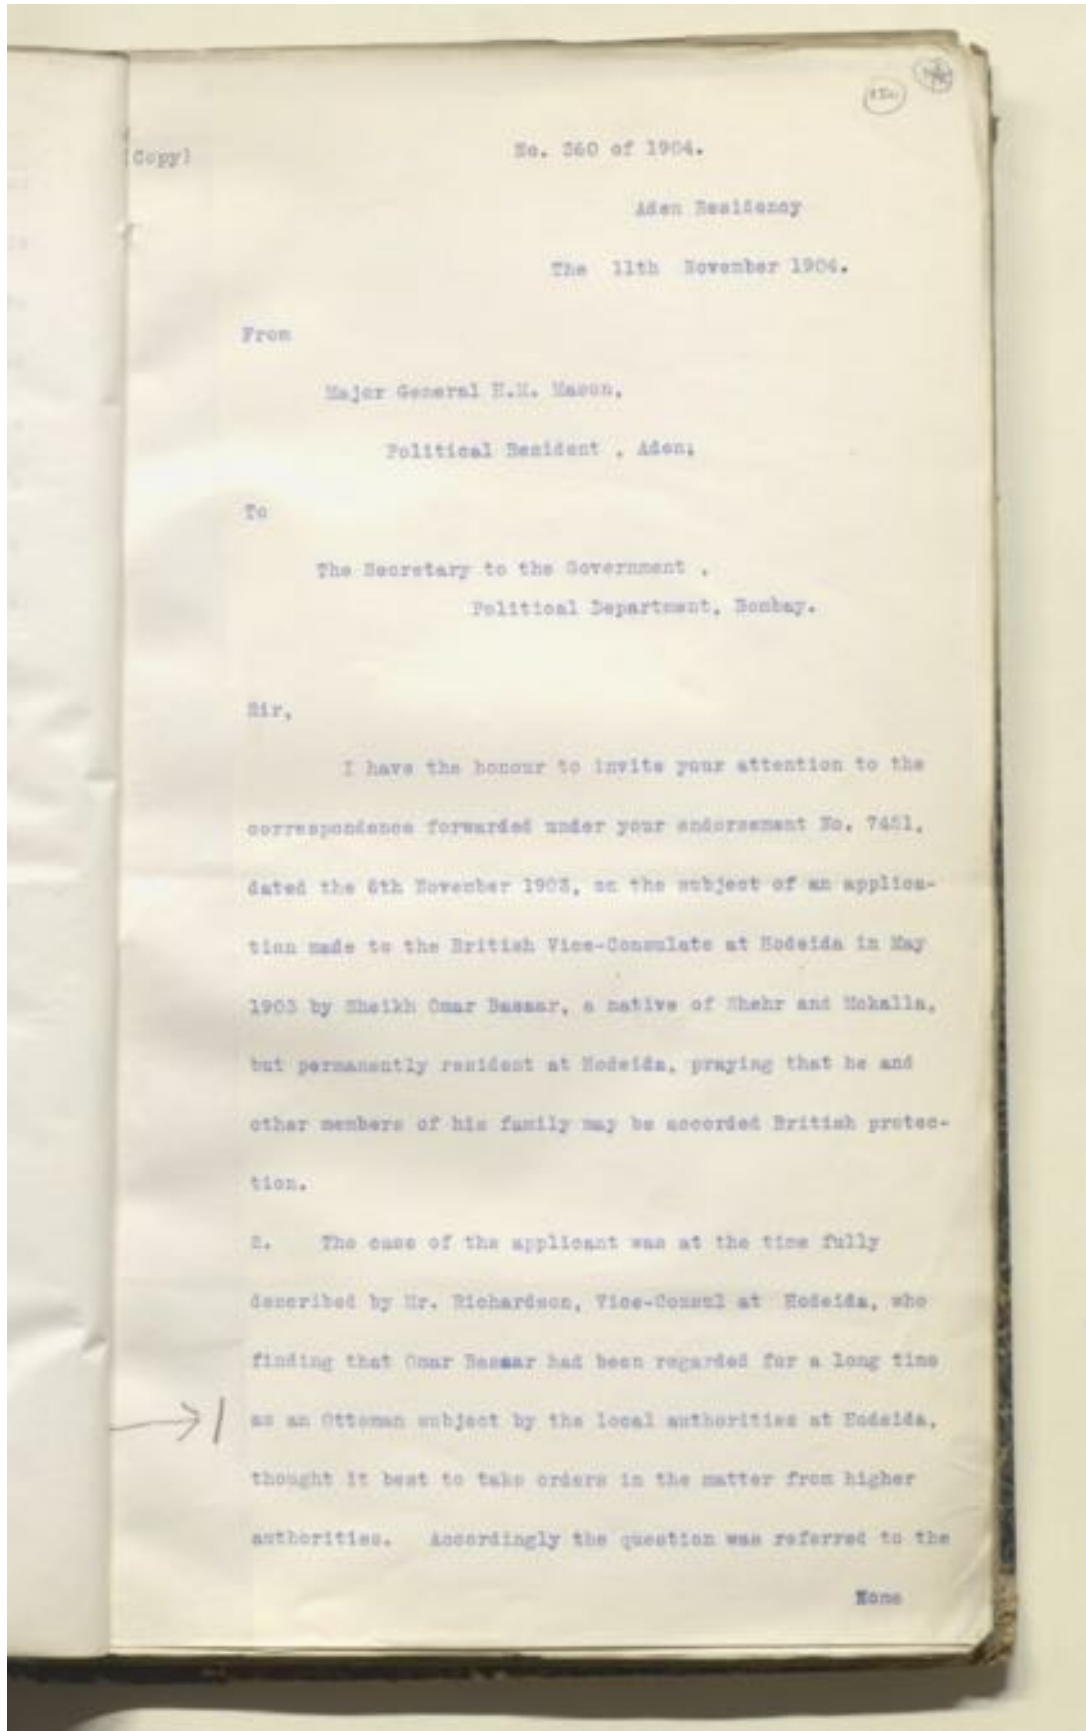 (Copy)
No. 360 of 1904.
Aden Residency
The 11th November 1904.
From
Major General H.M. Mason,
Political Resident , Aden;
To
The Secretary to the Government ,
Political Department, Bombay.
Sir,
I have the honour to invite your attention to the
correspondence forwarded under your endorsement No. 7451,
dated the 6th November 1903, on the subject of an applica-
tion made to the British Vice-Consulate at Hodeida in May
1903 by Sheikh Omar Basaar, a native of Shehr and Mokalla,
but permanently resident at Hodeida, praying that he and
other members of his family may be accorded British protec-
tion.
2. The case of the applicant was at the time fully
described by Mr. Richardson, Vice-Consul at Hodeida, who
finding that Omar Basaar had been regarded for a long time
as an Ottoman subject by the local authorities at Hodeida,
thought it best to take orders in the matter from higher
authorities. Accordingly the question was referred to the
Home